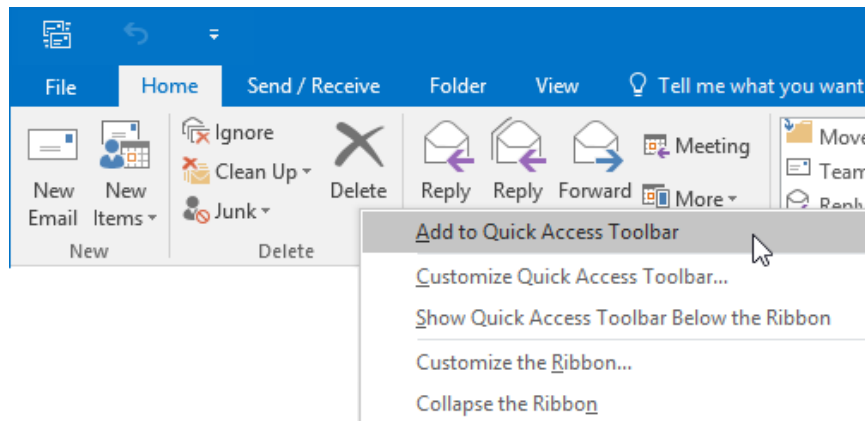 File Home Send / Receive Folder View Tell me what you want
Ignore
Clean Up
Junk
New Email
New Items
Delete
Reply
Reply
Forward
Meeting
More
Team
New
Delete
Add to Quick Access Toolbar
Customize Quick Access Toolbar...
Show Quick Access Toolbar Below the Ribbon
Customize the Ribbon...
Collapse the Ribbon